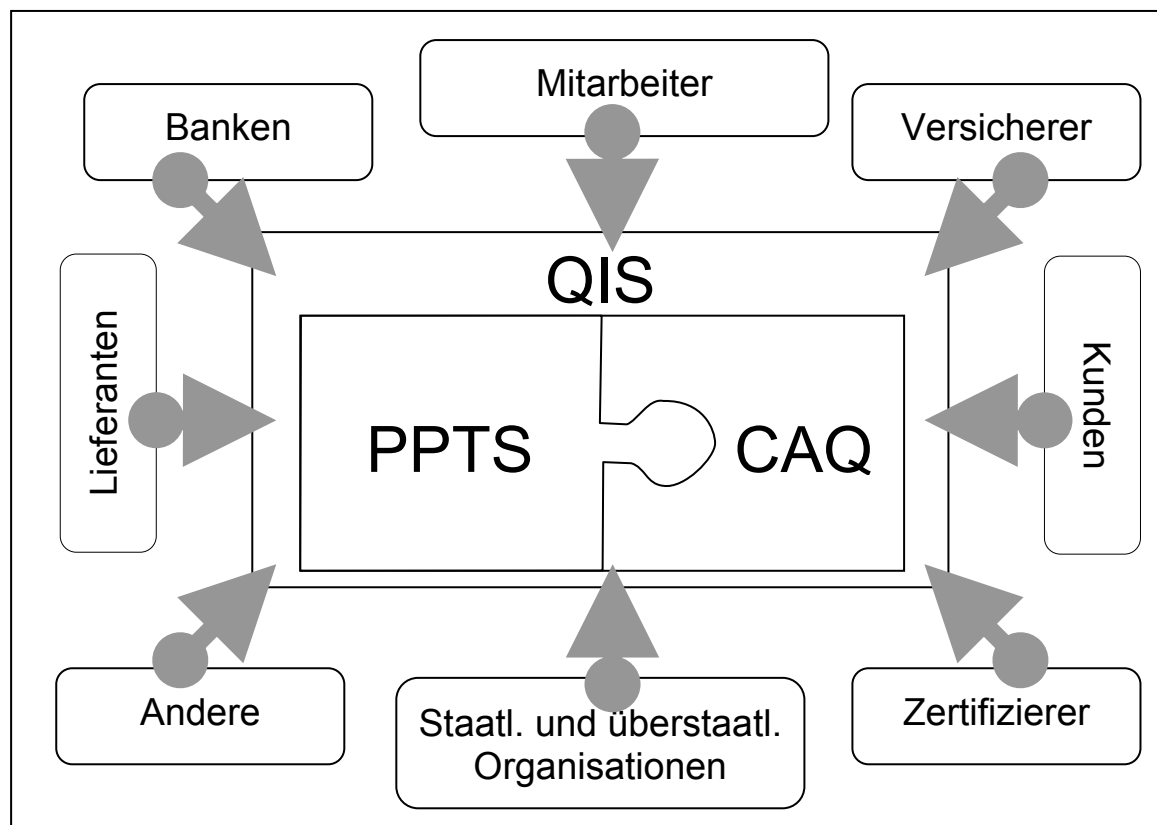 Mitarbeiter
Banken
Versicherer
QIS
Lieferanten
PPTS
CAQ
Kunden
Andere
Staatl. und überstaatl.
Organisationen
Zertifizierer